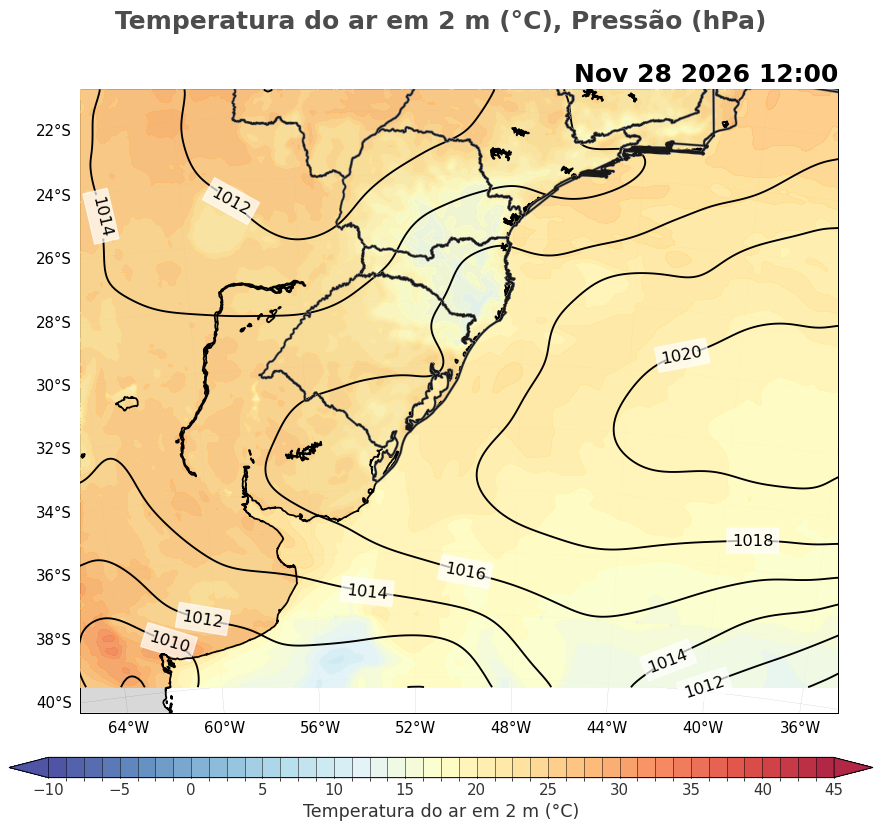 Temperatura do ar em 2 m (°C), Pressão (hPa)
Nov 28 2026 12:00
22°S
24°S
26°S
28°S
30°S
32°S
34°S
36°S
38°S
40°S
1012
1014
1020
1018
1016
1014
1012
1010
1014
1012
64°W 60°W 56°W 52°W 48°W 44°W 40°W 36°W
−10 −5 0 5 10 15 20 25 30 35 40 45
Temperatura do ar em 2 m (°C)